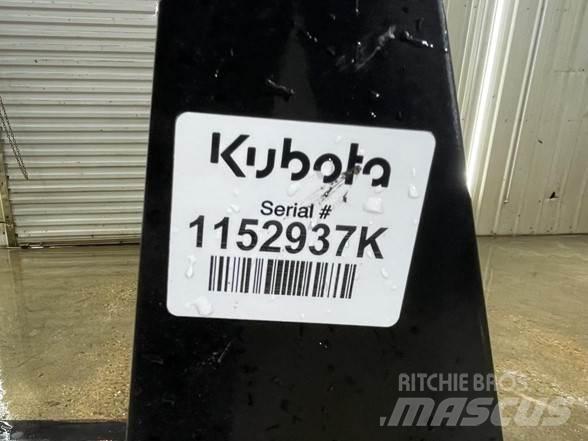 Kubota
Serial #
1152937K
RITCHIE BROS.
MASCUS